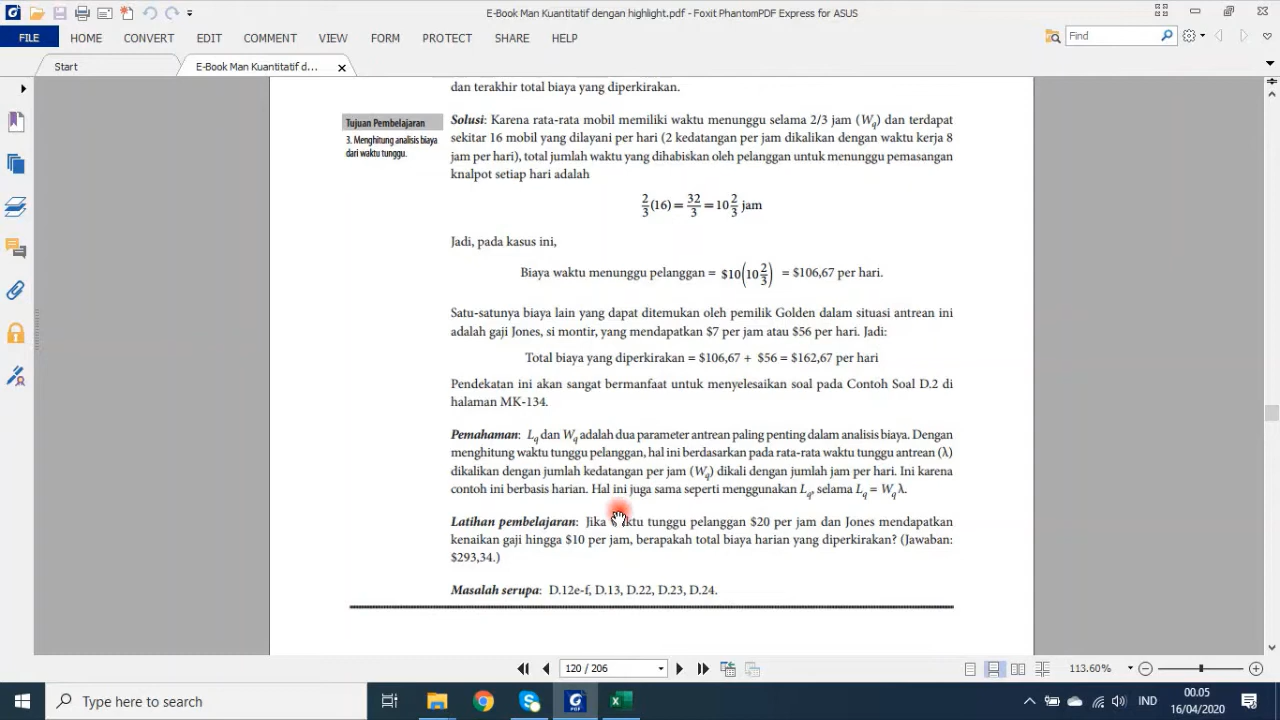 E-Book Man Kuantitatif dengan highlight.pdf - Foxit PhantomPDF Express for ASUS
FILE HOME CONVERT EDIT COMMENT VIEW FORM PROTECT SHARE HELP
Find
Start E-Book Man Kuantitatif d...
dan terakhir total biaya yang diperkirakan.
Tujuan Pembelajaran
3. Menghitung analisis biaya
dari waktu tunggu.
Solusi: Karena rata-rata mobil memiliki waktu menunggu selama 2/3 jam (Wq) dan terdapat
sekitar 16 mobil yang dilayani per hari (2 kedatangan per jam dikalikan dengan waktu kerja 8
jam per hari), total jumlah waktu yang dihabiskan oleh pelanggan untuk menunggu pemasangan
knalpot setiap hari adalah
2/3(16) = 32/3 = 10 2/3 jam
Jadi, pada kasus ini,
Biaya waktu menunggu pelanggan = $10(10 2/3) = $106,67 per hari.
Satu-satunya biaya lain yang dapat ditemukan oleh pemilik Golden dalam situasi antrean ini
adalah gaji Jones, si montir, yang mendapatkan $7 per jam atau $56 per hari. Jadi:
Total biaya yang diperkirakan = $106,67 + $56 = $162,67 per hari
Pendekatan ini akan sangat bermanfaat untuk menyelesaikan soal pada Contoh Soal D.2 di
halaman MK-134.
Pemahaman: Lq dan Wq adalah dua parameter antrean paling penting dalam analisis biaya. Dengan
menghitung waktu tunggu pelanggan, hal ini berdasarkan pada rata-rata waktu tunggu antrean (λ)
dikalikan dengan jumlah kedatangan per jam (Wq) dikali dengan jumlah jam per hari. Ini karena
contoh ini berbasis harian. Hal ini juga sama seperti menggunakan Lq, selama Lq = Wqλ.
Latihan pembelajaran: Jika waktu tunggu pelanggan $20 per jam dan Jones mendapatkan
kenaikan gaji hingga $10 per jam, berapakah total biaya harian yang diperkirakan? (Jawaban:
$293,34.)
Masalah serupa: D.12e-f, D.13, D.22, D.23, D.24.
120 / 206
113.60%
Type here to search
IND
00.05
16/04/2020